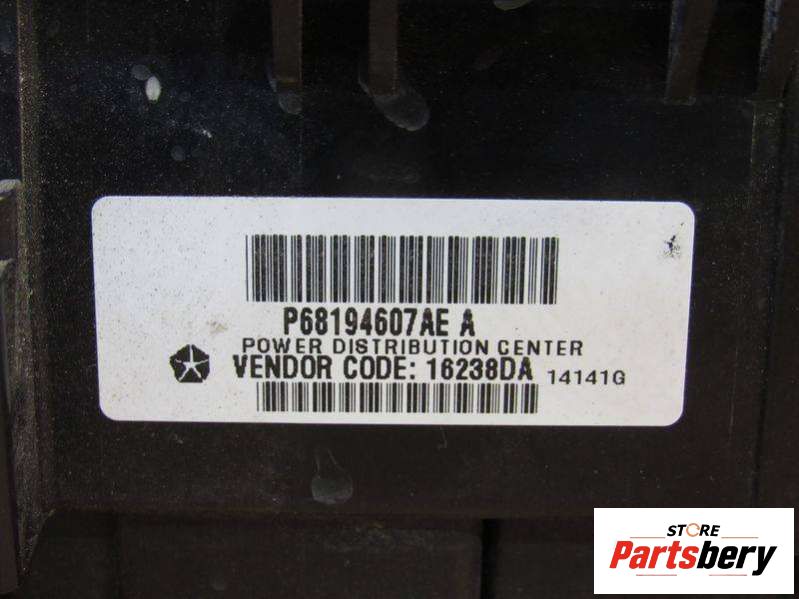 P68194607AE A
POWER DISTRIBUTION CENTER
VENDOR CODE: 16238DA 14141G
STORE
Partsbery